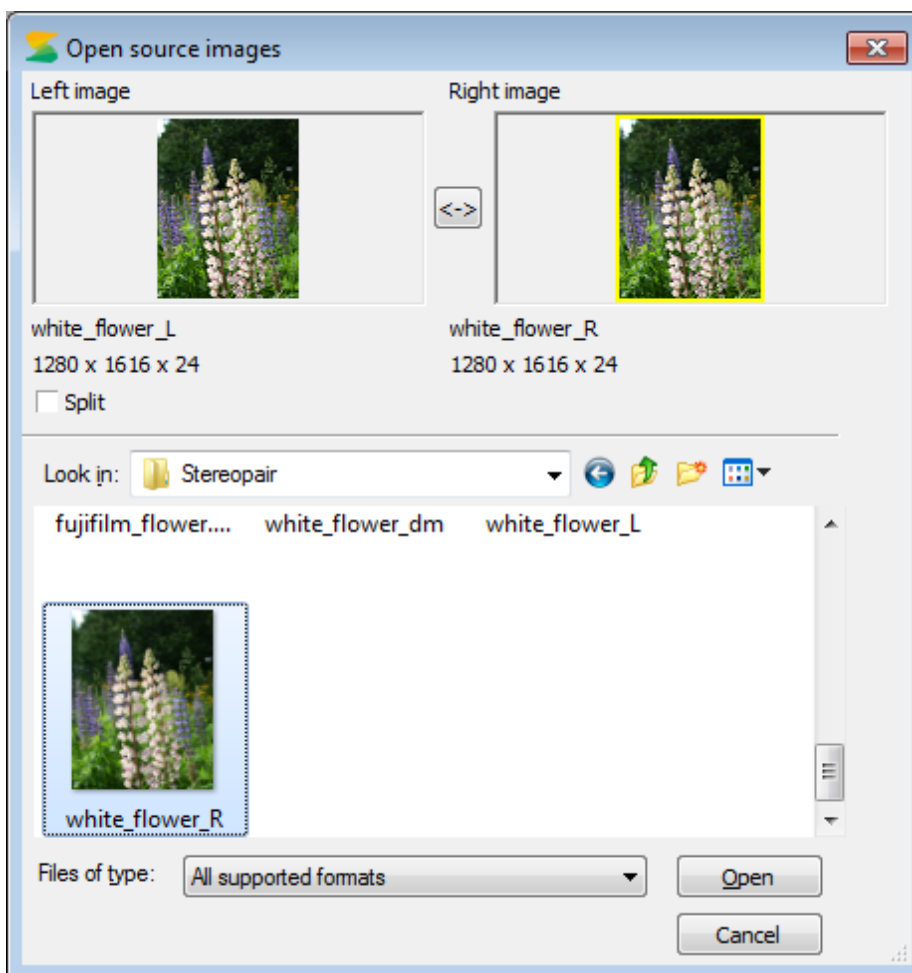 Open source images
Left image
Right image
<->
white_flower_L
white_flower_R
1280 x 1616 x 24
1280 x 1616 x 24
Split
Look in: Stereopair
fujifilm_flower.... white_flower_dm white_flower_L
white_flower_R
Files of type: All supported formats Open
Cancel